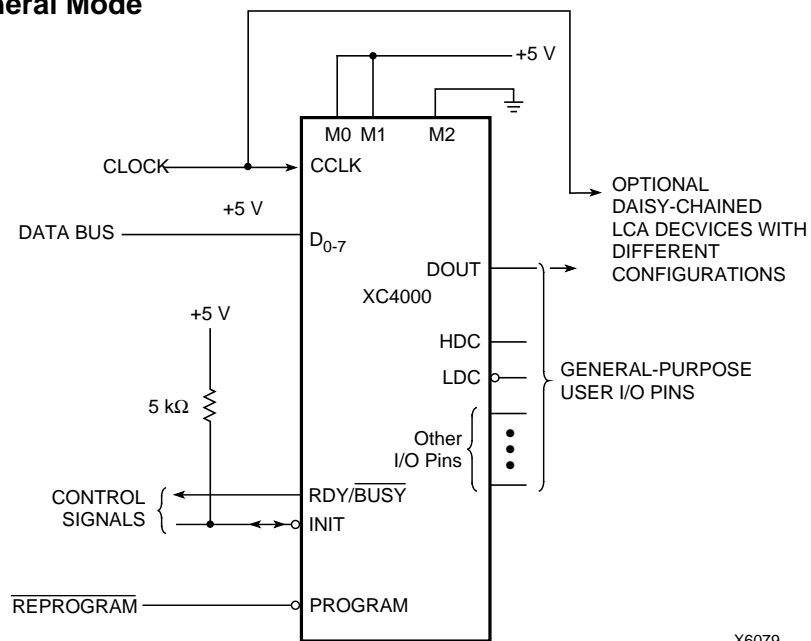 neral Mode
+5 V
M0 M1 M2
CLOCK
CCLK
+5 V
DATA BUS
D0-7
OPTIONAL
DAISY-CHAINED
LCA DECVICES WITH
DIFFERENT
CONFIGURATIONS
DOUT
XC4000
+5 V
HDC
LDC
GENERAL-PURPOSE
USER I/O PINS
5 kΩ
Other
I/O Pins
CONTROL
SIGNALS
RDY/BUSY
INIT
REPROGRAM
PROGRAM
X6079